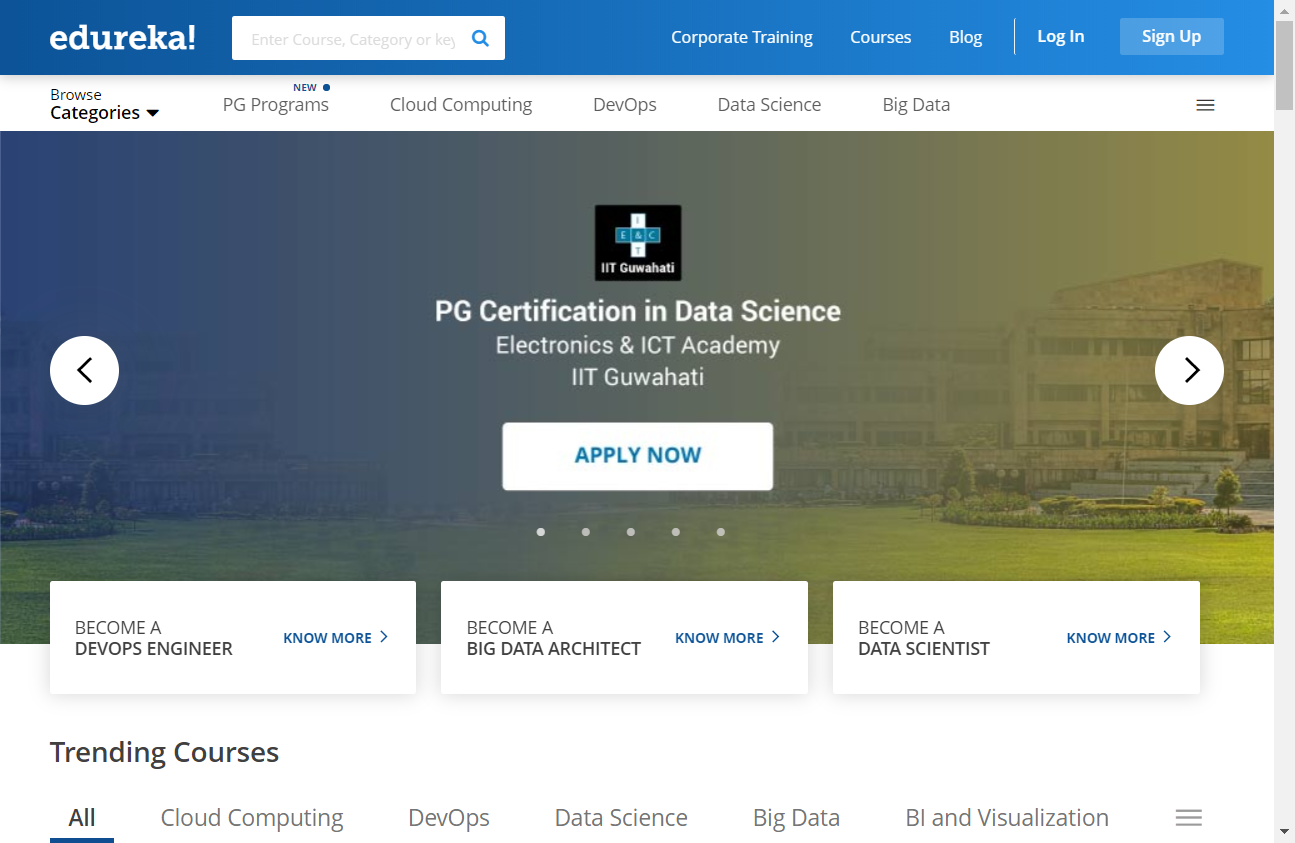 edureka!
Enter Course, Category or key
Corporate Training
Courses
Blog
Log In
Sign Up
Browse
Categories
NEW
PG Programs
Cloud Computing
DevOps
Data Science
Big Data
I
E & C
T
IIT Guwahati
PG Certification in Data Science
Electronics & ICT Academy
IIT Guwahati
APPLY NOW
BECOME A
DEVOPS ENGINEER
KNOW MORE
BECOME A
BIG DATA ARCHITECT
KNOW MORE
BECOME A
DATA SCIENTIST
KNOW MORE
Trending Courses
All
Cloud Computing
DevOps
Data Science
Big Data
BI and Visualization